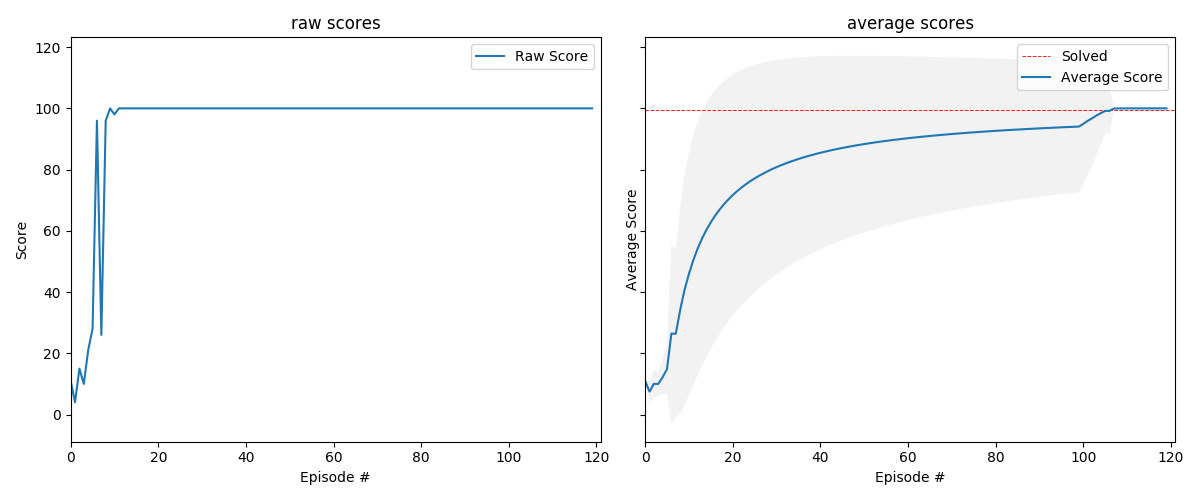 raw scores
Raw Score
Score
120
100
80
60
40
20
0
0 20 40 60 80 100 120
Episode #
average scores
Solved
Average Score
Average Score
0 20 40 60 80 100 120
Episode #